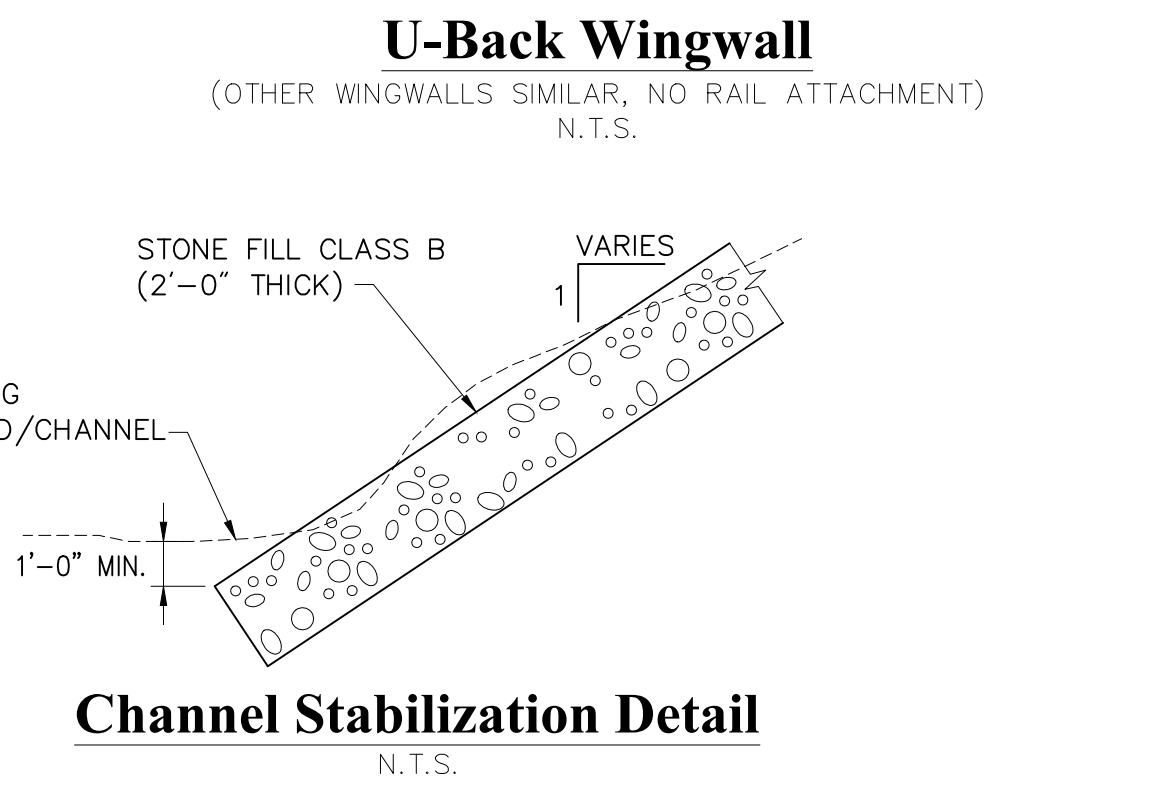 U-Back Wingwall
(OTHER WINGWALLS SIMILAR, NO RAIL ATTACHMENT)
N.T.S.
STONE FILL CLASS B
(2'-0" THICK)
VARIES
1
G
D/CHANNEL
1'-0" MIN.
Channel Stabilization Detail
N.T.S.